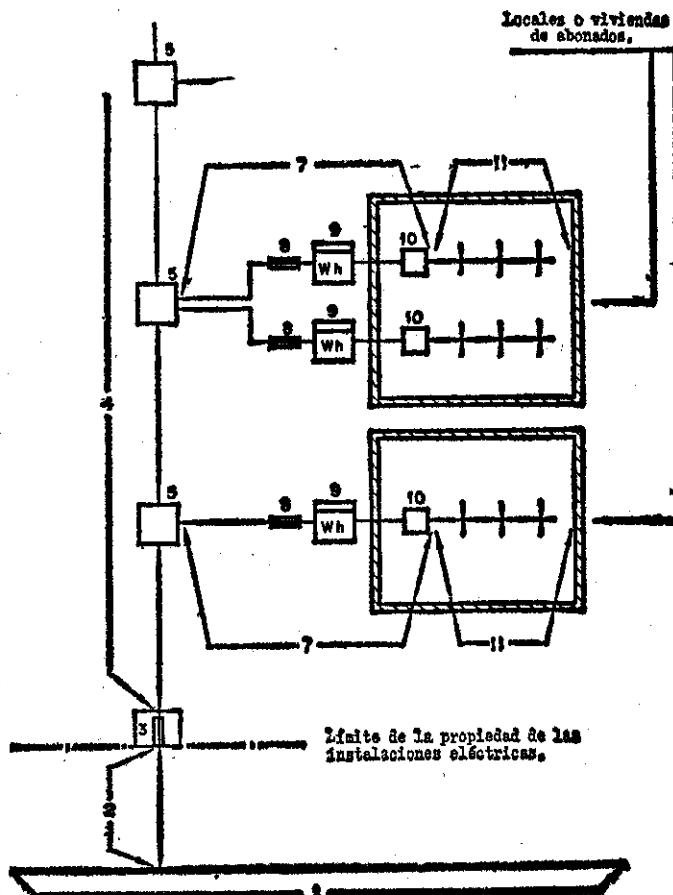 Locales o viviendas
de abonados.
5
7
11
8
9
10
Wh
5
8
9
10
Wh
4
5
8
9
10
Wh
7
11
3
Límite de la propiedad de las
instalaciones eléctricas.
2